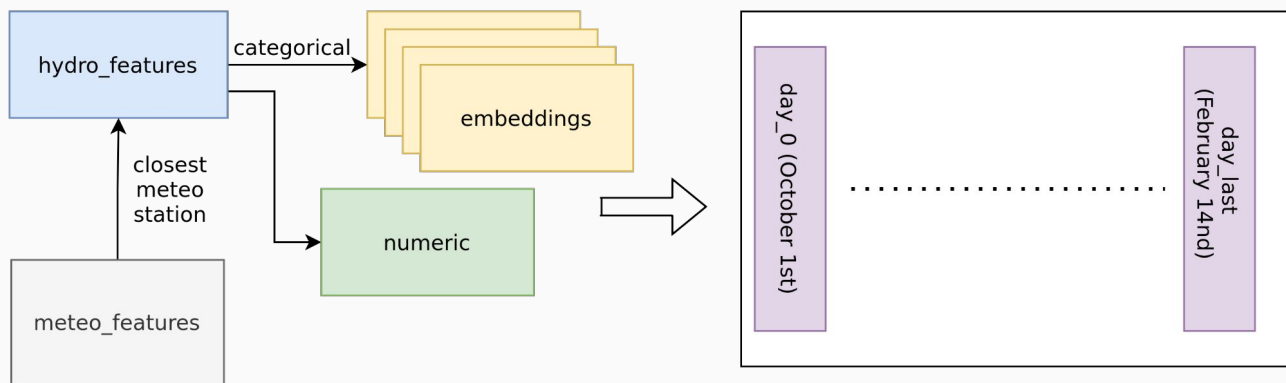 hydro_features
categorical
embeddings
closest
meteo
station
numeric
meteo_features
day_0 (October 1st)
day_last
(February 14nd)